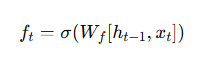 f_t = σ(W_f[h_{t−1}, x_t])